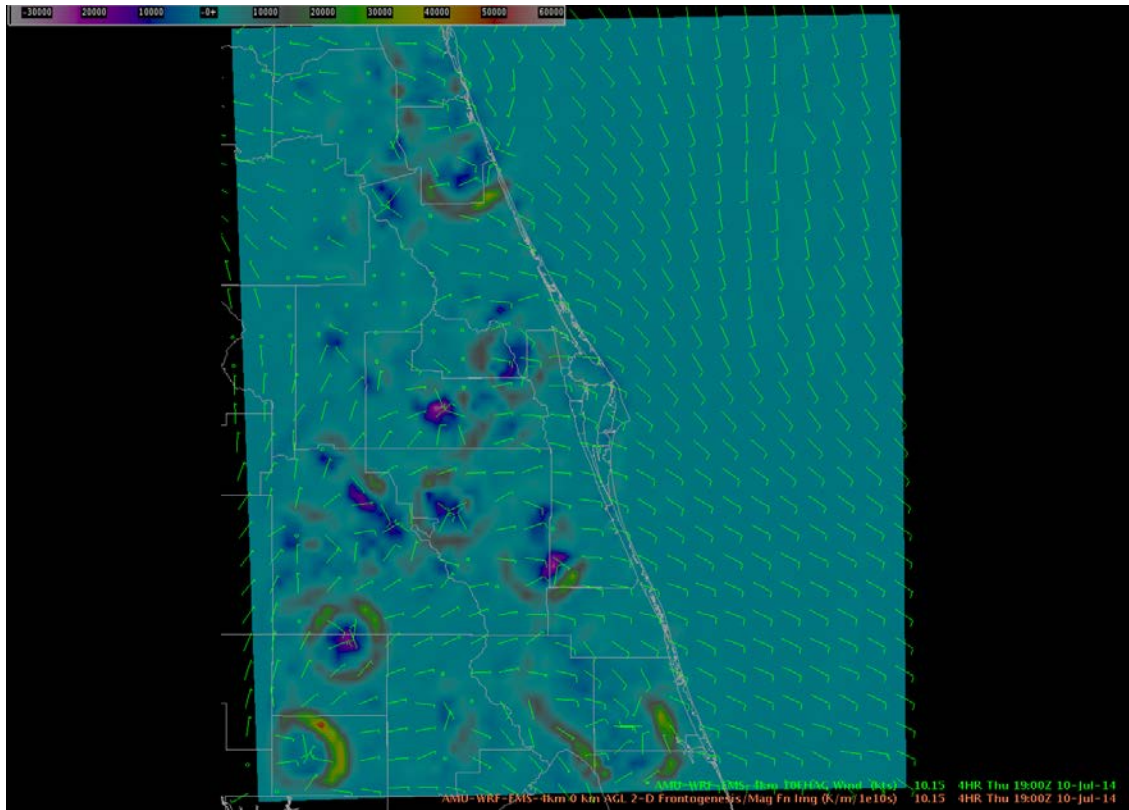 -30000 20000 10000 -0+ 10000 20000 30000 40000 50000 60000
AMU-WRF-EMS-4km 10FHAG Wind (kts) 10.15 4HR Thu 19:00Z 10-Jul-14
AMU-WRF-EMS-4km 0 km AGL 2-D Frontogenesis/Mag Fn Img (K/m/1e10s) 10.15 4HR Thu 19:00Z 10-Jul-14